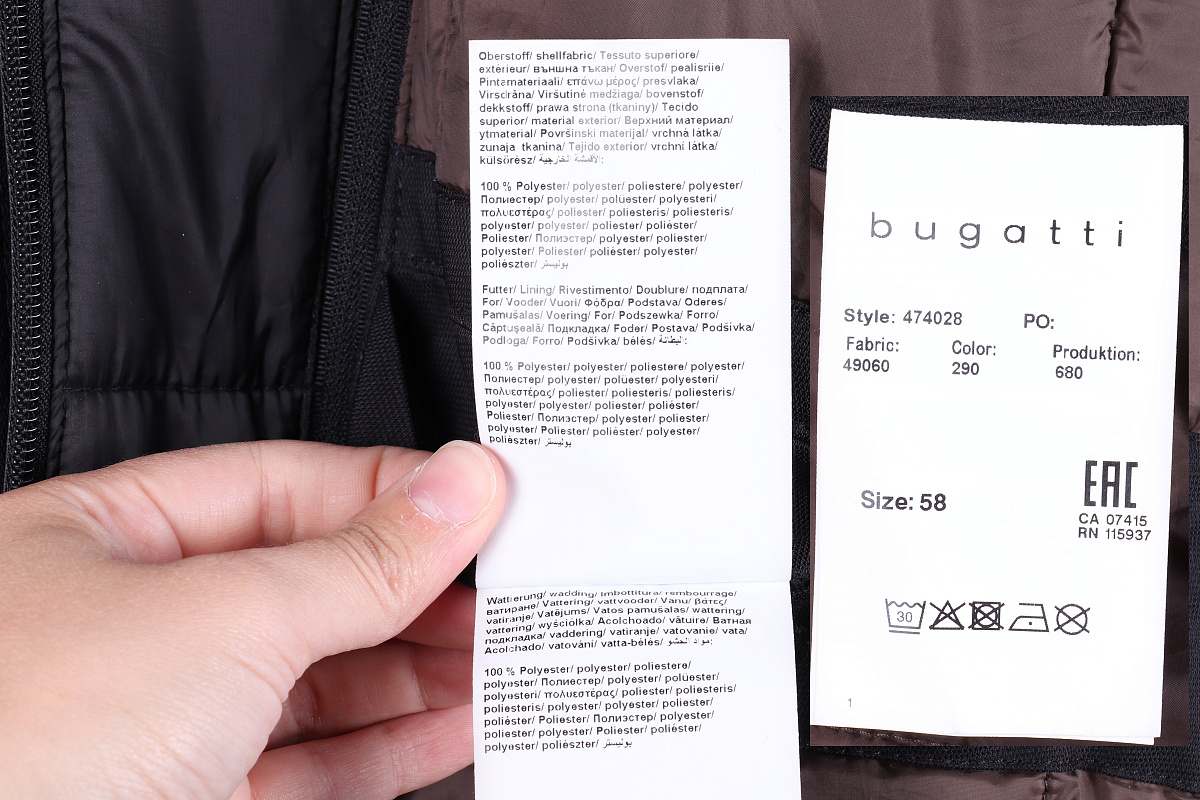 Oberstoff/ shellfabric/ Tessuto superiore/
extérieur/ външна тъкан/ Overstof/ pealisriie/
Pintamateriaali/ επάνω μέρος/ presvlaka/
Virsdrāna/ Viršutinė medžiaga/ bovenstof/
dekkstoff/ prawa strona (tkaniny)/ Tecido
superior/ material exterior/ Верхний материал/
ytmaterial/ Površinski materijal/ vrchná látka/
zunaja tkanina/ Tejido exterior/ vrchní látka/
külsőrész/ الأقمشة الخارجية:
100 % Polyester/ polyester/ poliestere/ polyester/
Полиестер/ polyester/ polüester/ polyesteri/
πολυεστέρας/ poliester/ poliesteris/ poliesteris/
polyester/ polyester/ poliester/ poliéster/
Poliester/ Полиэстер/ polyester/ poliester/
polyester/ Poliester/ poliéster/ polyester/
poliészter/ بوليستر
Futter/ Lining/ Rivestimento/ Doublure/ подплата/
For/ Vooder/ Vuori/ Φόδρα/ Podstava/ Oderes/
Pamušalas/ Voering/ For/ Podszewka/ Forro/
Căptuşeală/ Подкладка/ Foder/ Postava/ Podšívka/
Podloga/ Forro/ Podšívka/ bélés/ البطانة:
100 % Polyester/ polyester/ poliestere/ polyester/
Полиестер/ polyester/ polüester/ polyesteri/
πολυεστέρας/ poliester/ poliesteris/ poliesteris/
polyester/ polyester/ poliester/ poliéster/
Poliester/ Полиэстер/ polyester/ poliester/
polyester/ Poliester/ poliéster/ polyester/
poliészter/ بوليستر
Wattierung/ wadding/ Imbottitura/ rembourrage/
ватиране/ Vattering/ vattvooder/ Vanu/ βάτες/
vatiranje/ Vatējums/ Vatos pamušalas/ wattering/
vattering/ wyściólka/ Acolchoado/ vătuire/ Ватная
подкладка/ vaddering/ vatiranje/ vatovanie/ vata/
Acolchado/ vatování/ vatta-bélés/ مواد الحشو:
100 % Polyester/ polyester/ poliestere/
polyester/ Полиестер/ polyester/ polüester/
polyesteri/ πολυεστέρας/ poliester/ poliesteris/
poliesteris/ polyester/ polyester/ poliester/
poliéster/ Poliester/ Полиэстер/ polyester/
poliester/ polyester/ Poliester/ poliéster/
polyester/ poliészter/ بوليستر
bugatti
Style: 474028 PO:
Fabric: Color: Produktion:
49060 290 680
Size: 58
EAC
CA 07415
RN 115937
30
1